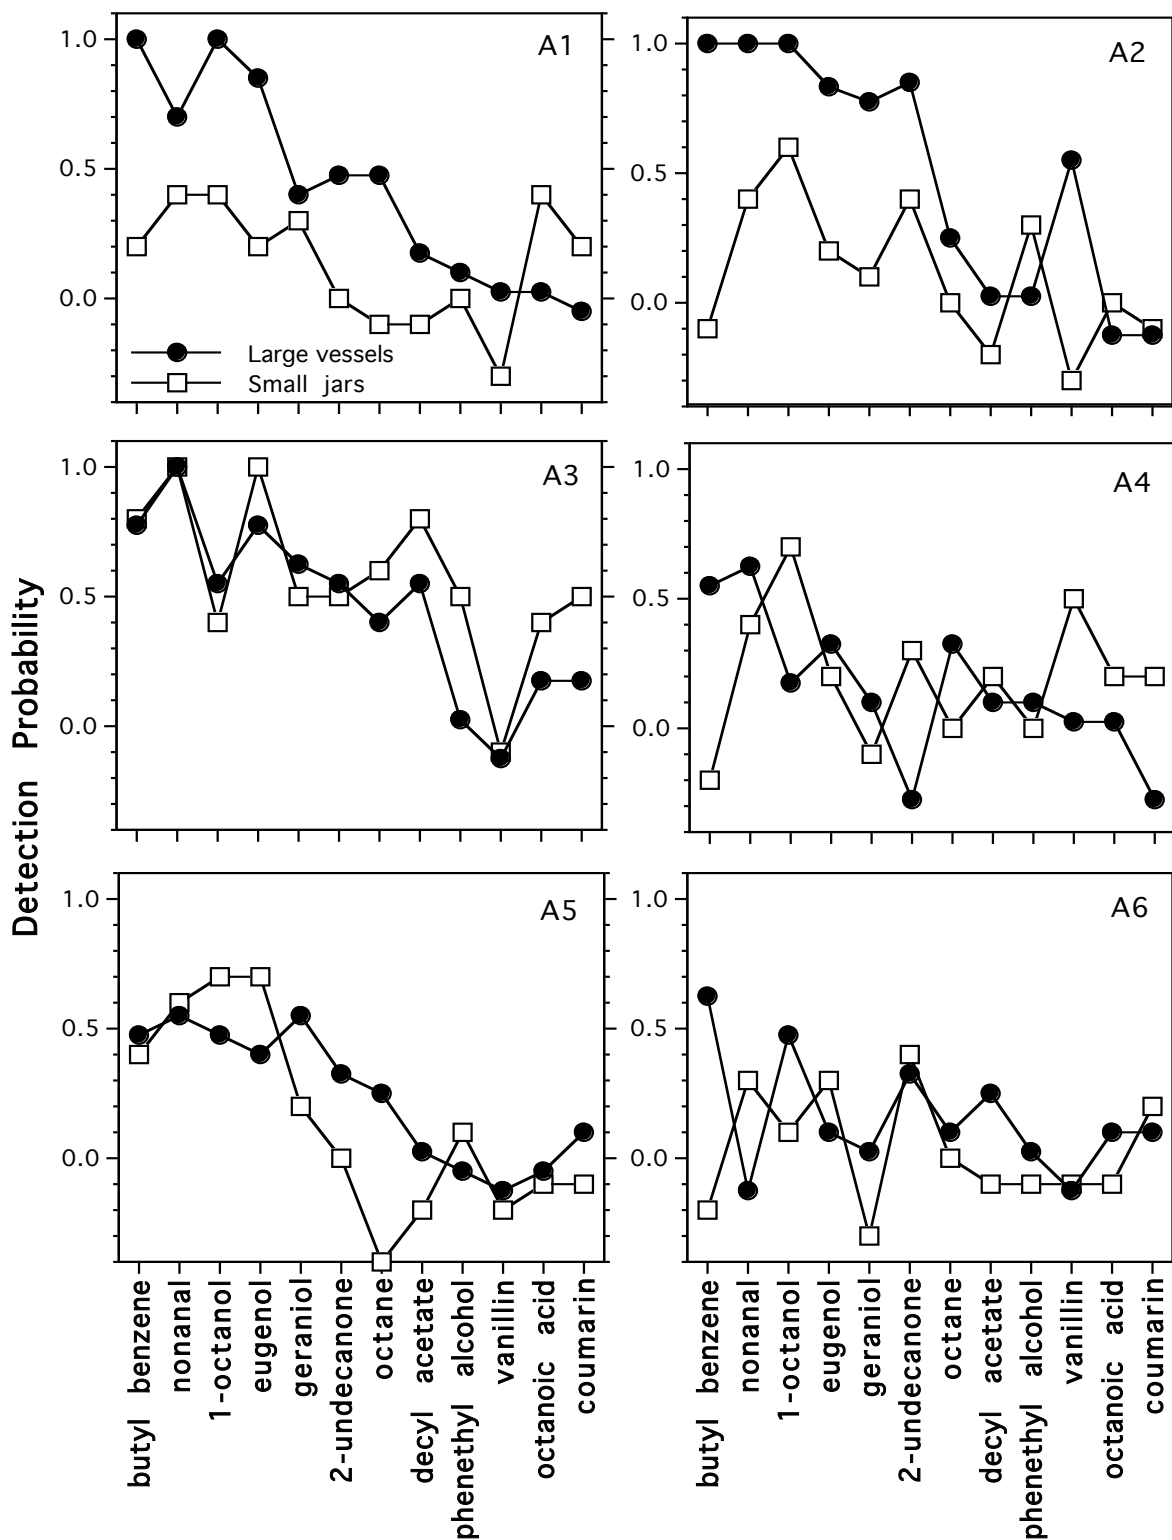 1.0
0.5
0.0
A1
Large vessels
Small jars
1.0
0.5
0.0
A2
1.0
0.5
0.0
A3
1.0
0.5
0.0
A4
Detection Probability
1.0
0.5
0.0
A5
1.0
0.5
0.0
A6
butyl benzene
nonanal
1-octanol
eugenol
geraniol
2-undecanone
octane
decyl acetate
phenethyl alcohol
vanillin
octanoic acid
coumarin
butyl benzene
nonanal
1-octanol
eugenol
geraniol
2-undecanone
octane
decyl acetate
phenethyl alcohol
vanillin
octanoic acid
coumarin